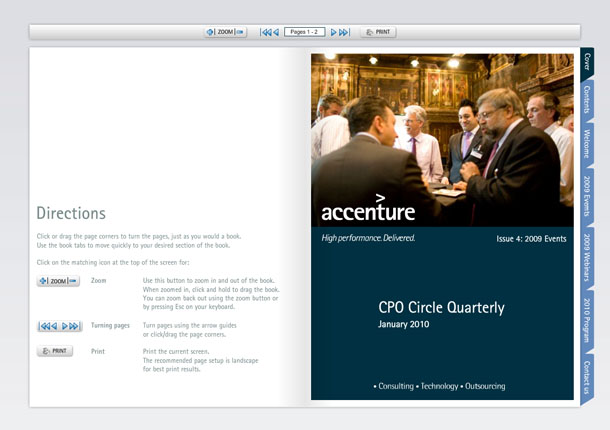 ZOOM
Pages 1 - 2
PRINT
Directions
Click or drag the page corners to turn the pages, just as you would a book.
Use the book tabs to move quickly to your desired section of the book.
Click on the matching icon at the top of the screen for:
ZOOM
Zoom
Use this button to zoom in and out of the book.
When zoomed in, click and hold to drag the book.
You can zoom back out using the zoom button or
by pressing Esc on your keyboard.
Turning pages
Turn pages using the arrow guides
or click/drag the page corners.
PRINT
Print
Print the current screen.
The recommended page setup is landscape
for best print results.
accenture
High performance. Delivered.
Issue 4: 2009 Events
CPO Circle Quarterly
January 2010
• Consulting • Technology • Outsourcing
Cover
Contents
Welcome
2009 Events
2009 Webinars
2010 Program
Contact us